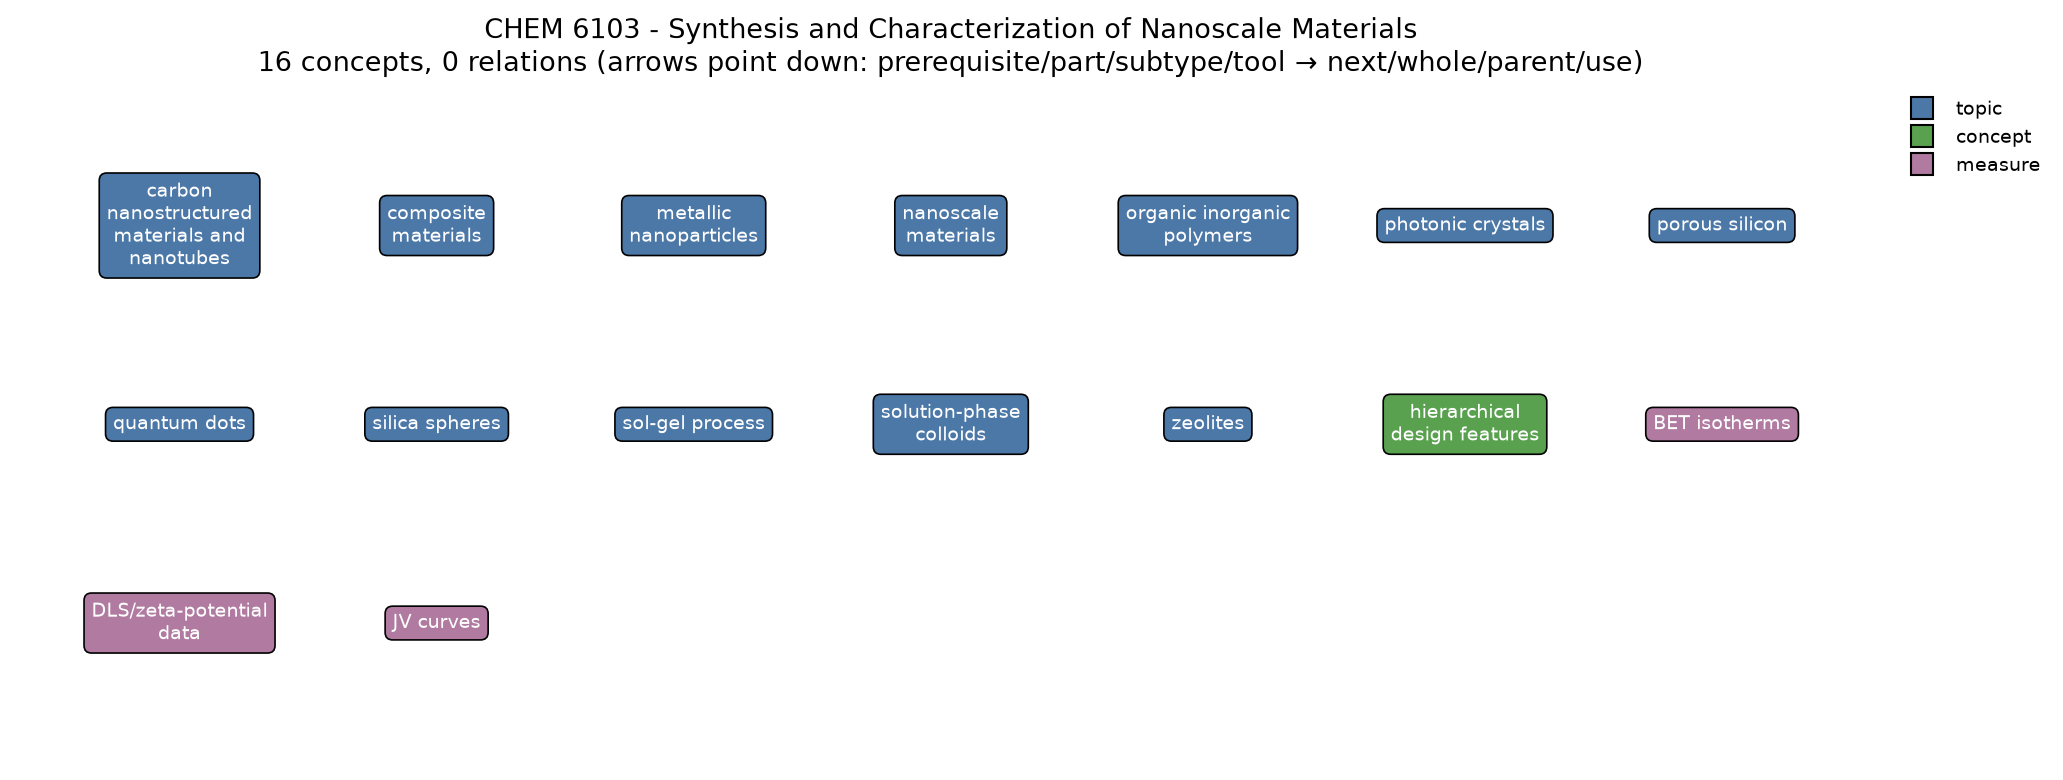 CHEM 6103 - Synthesis and Characterization of Nanoscale Materials
16 concepts, 0 relations (arrows point down: prerequisite/part/subtype/tool → next/whole/parent/use)
topic
concept
measure
carbon
nanostructured
materials and
nanotubes
composite
materials
metallic
nanoparticles
nanoscale
materials
organic inorganic
polymers
photonic crystals
porous silicon
quantum dots
silica spheres
sol-gel process
solution-phase
colloids
zeolites
hierarchical
design features
BET isotherms
DLS/zeta-potential
data
JV curves